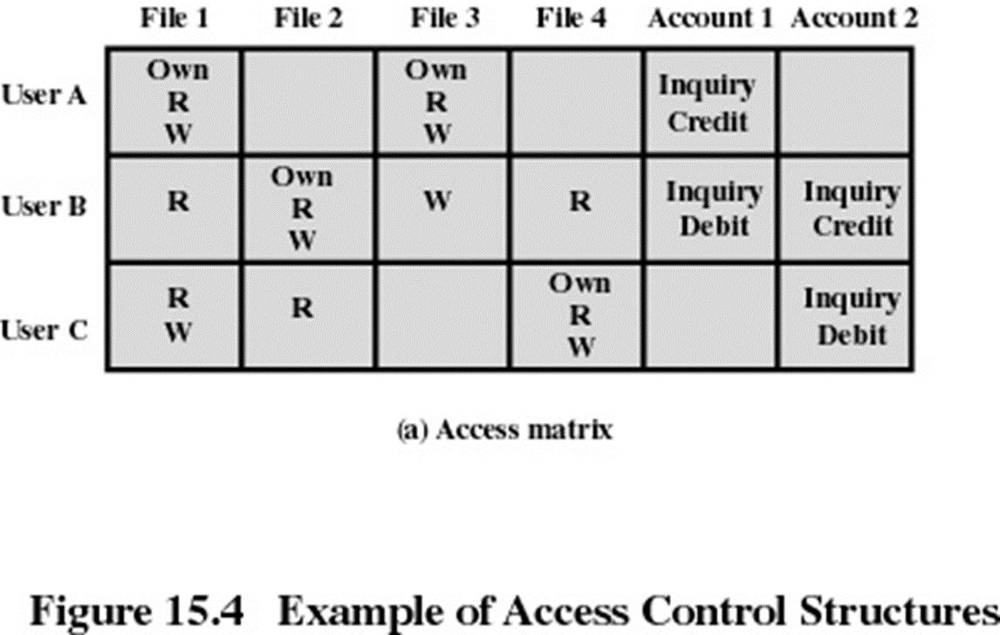 File 1 File 2 File 3 File 4 Account 1 Account 2
User A
Own
R
W
Own
R
W
Inquiry
Credit
User B
R
Own
R
W
W
R
Inquiry
Debit
Inquiry
Credit
User C
R
W
R
Own
R
W
Inquiry
Debit
(a) Access matrix
Figure 15.4 Example of Access Control Structures